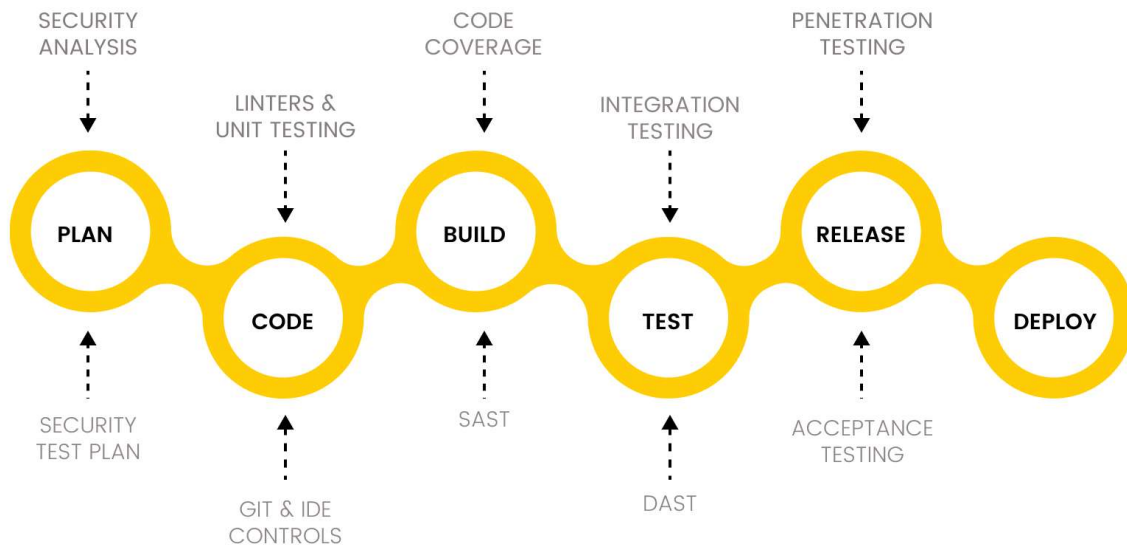 SECURITY
ANALYSIS
CODE
COVERAGE
PENETRATION
TESTING
LINTERS &
UNIT TESTING
INTEGRATION
TESTING
PLAN
BUILD
RELEASE
CODE
TEST
DEPLOY
SECURITY
TEST PLAN
SAST
ACCEPTANCE
TESTING
GIT & IDE
CONTROLS
DAST